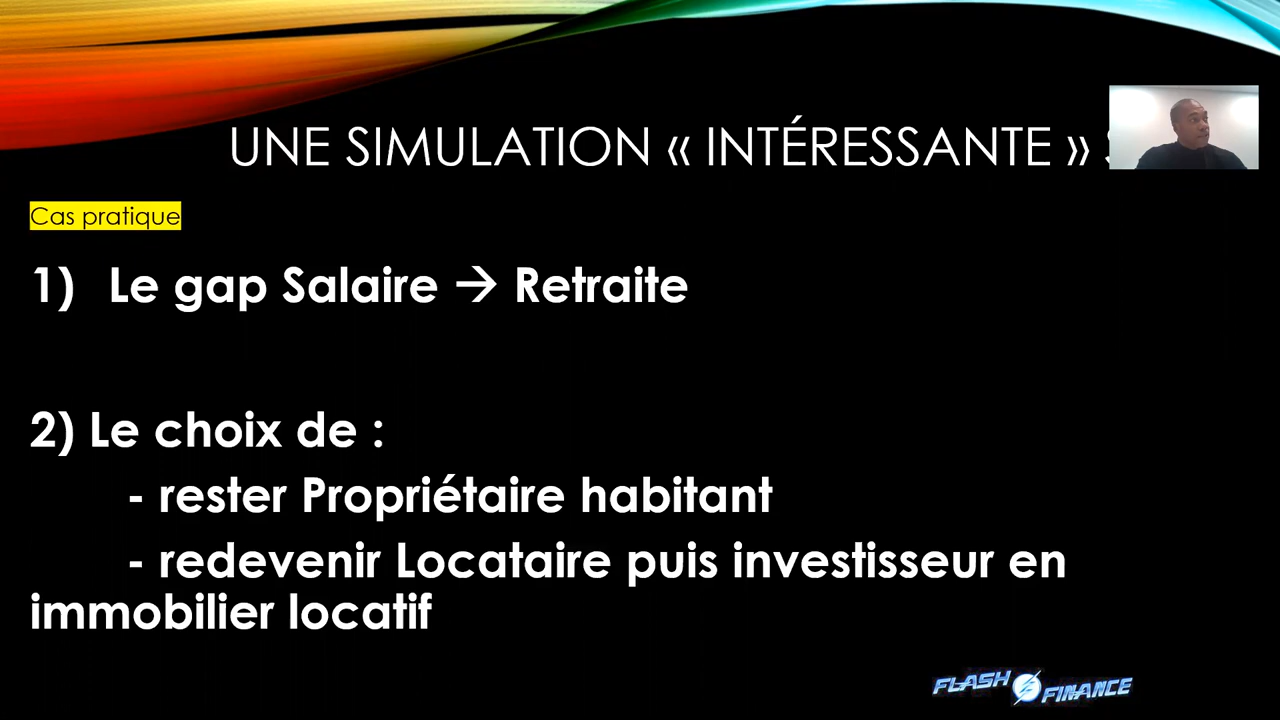 UNE SIMULATION « INTÉRESSANTE »
Cas pratique
1) Le gap Salaire → Retraite
2) Le choix de :
- rester Propriétaire habitant
- redevenir Locataire puis investisseur en
immobilier locatif
FLASH FINANCE